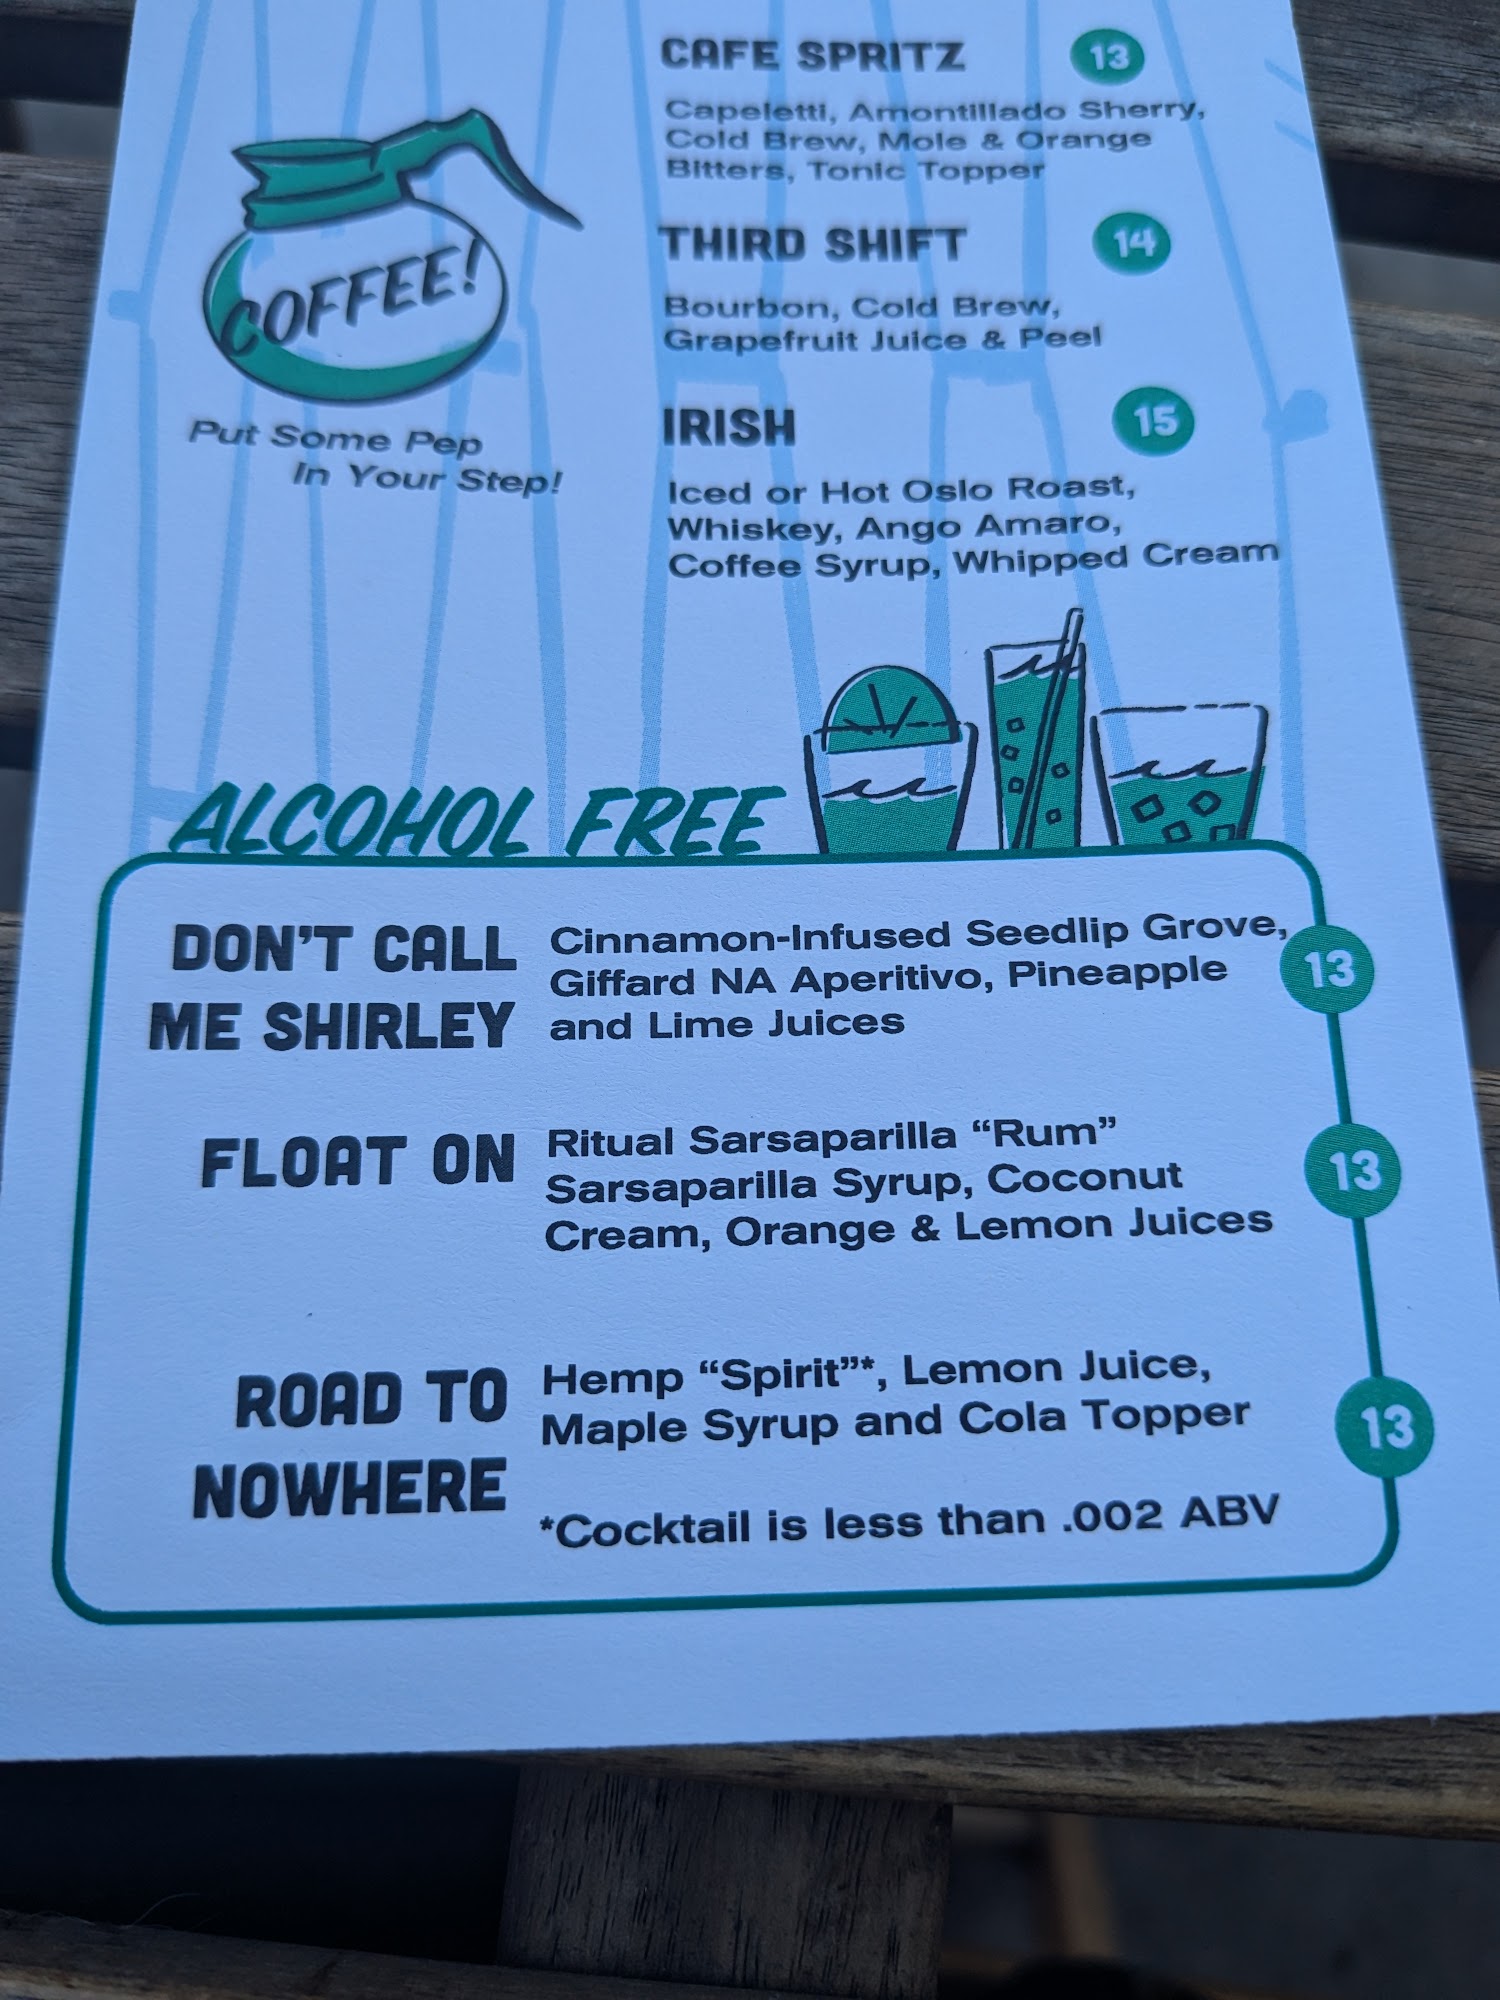 COFFEE!
Put Some Pep
In Your Step!
CAFE SPRITZ 13
Capeletti, Amontillado Sherry,
Cold Brew, Mole & Orange
Bitters, Tonic Topper
THIRD SHIFT 14
Bourbon, Cold Brew,
Grapefruit Juice & Peel
IRISH 15
Iced or Hot Oslo Roast,
Whiskey, Ango Amaro,
Coffee Syrup, Whipped Cream
ALCOHOL FREE
DON'T CALL
ME SHIRLEY
Cinnamon-Infused Seedlip Grove,
Giffard NA Aperitivo, Pineapple
and Lime Juices
13
FLOAT ON
Ritual Sarsaparilla “Rum”
Sarsaparilla Syrup, Coconut
Cream, Orange & Lemon Juices
13
ROAD TO
NOWHERE
Hemp “Spirit”*, Lemon Juice,
Maple Syrup and Cola Topper
13
*Cocktail is less than .002 ABV